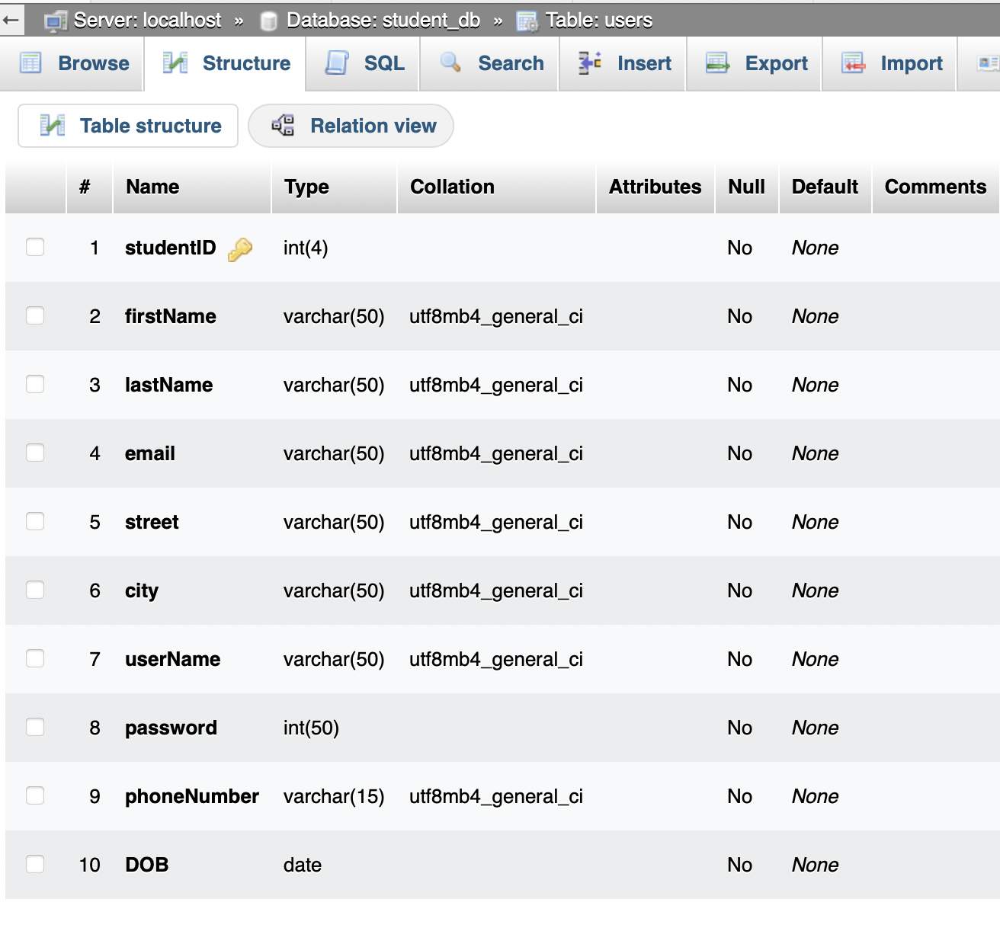 ← Server: localhost » Database: student_db » Table: users
Browse Structure SQL Search Insert Export Import
Table structure Relation view
# Name Type Collation Attributes Null Default Comments
1 studentID int(4) No None
2 firstName varchar(50) utf8mb4_general_ci No None
3 lastName varchar(50) utf8mb4_general_ci No None
4 email varchar(50) utf8mb4_general_ci No None
5 street varchar(50) utf8mb4_general_ci No None
6 city varchar(50) utf8mb4_general_ci No None
7 userName varchar(50) utf8mb4_general_ci No None
8 password int(50) No None
9 phoneNumber varchar(15) utf8mb4_general_ci No None
10 DOB date No None